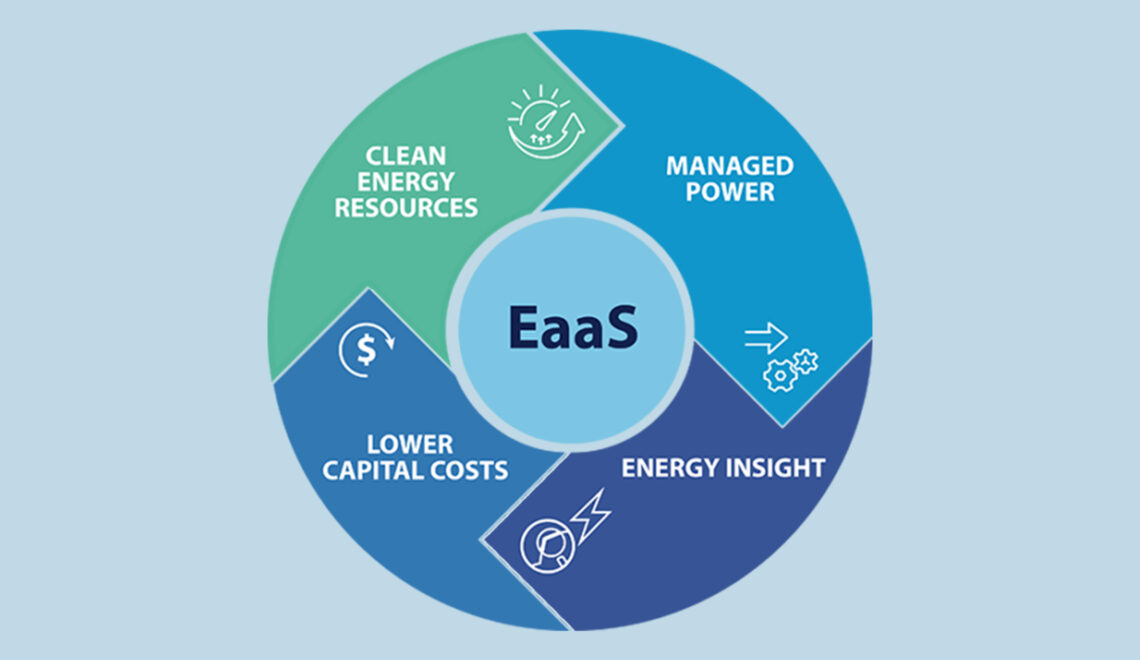 CLEAN
ENERGY
RESOURCES
MANAGED
POWER
EaaS
$
LOWER
CAPITAL COSTS
ENERGY INSIGHT